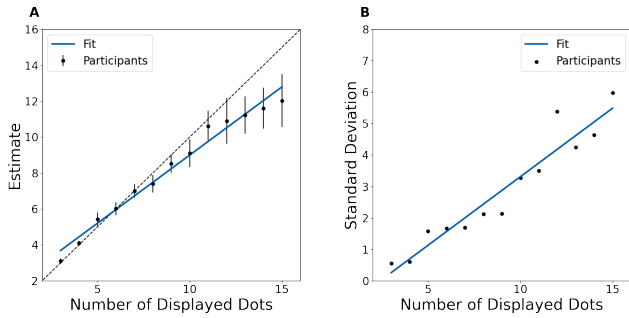 A
16
14
12
10
8
6
4
2
Estimate
Fit
Participants
5
10
15
Number of Displayed Dots
B
8
7
6
5
4
3
2
1
0
Standard Deviation
Fit
Participants
5
10
15
Number of Displayed Dots